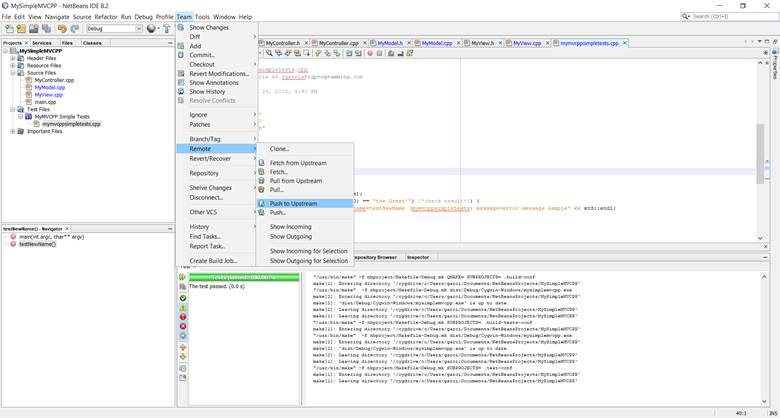 MySimpleMVCPP - NetBeans IDE 8.2
File Edit View Navigate Source Refactor Run Debug Profile Team Tools Window Help
Search (Ctrl+I)
Debug
Projects Services Files Classes
MySimpleMVCPP
Header Files
Resource Files
Source Files
MyController.cpp
MyModel.cpp
MyView.cpp
main.cpp
Test Files
MyMVCPP Simple Tests
mymvcppsimpletests.cpp
Important Files
Show Changes
Diff
Add
Commit...
Checkout
Revert Modifications...
Show Annotations
Show History
Resolve Conflicts
Ignore
Patches
Branch/Tag
Remote
Revert/Recover
Repository
Shelve Changes
Disconnect...
Other VCS
History
Find Tasks...
Report Task...
Create Build Job...
Clone...
Fetch from Upstream
Fetch...
Pull from Upstream
Pull...
Push to Upstream
Push...
Show Incoming
Show Outgoing
Show Incoming for Selection
Show Outgoing for Selection
MyController.h MyController.cpp MyModel.h MyModel.cpp MyView.h MyView.cpp mymvcppsimpletests.cpp
Properties
simpletests.cpp
24, 2018, 5:40 PM
) == "the Great!") /*check result*/) {
name=testNewName (mymvcppsimpletests) message=error message sample" << std::endl;
testNewName() - Navigator
main(int argc, char** argv)
testNewName()
Repository Browser Inspector
Tests passed: 100.00 %
The test passed. (0.0 s)
"/usr/bin/make" -f nbproject/Makefile-Debug.mk QMAKE= SUBPROJECTS= .build-conf
make[1]: Entering directory '/cygdrive/c/Users/garci/Documents/NetBeansProjects/MySimpleMVCPP'
"/usr/bin/make" -f nbproject/Makefile-Debug.mk dist/Debug/Cygwin-Windows/mysimplemvcpp.exe
make[2]: Entering directory '/cygdrive/c/Users/garci/Documents/NetBeansProjects/MySimpleMVCPP'
make[2]: 'dist/Debug/Cygwin-Windows/mysimplemvcpp.exe' is up to date.
make[2]: Leaving directory '/cygdrive/c/Users/garci/Documents/NetBeansProjects/MySimpleMVCPP'
make[1]: Leaving directory '/cygdrive/c/Users/garci/Documents/NetBeansProjects/MySimpleMVCPP'
"/usr/bin/make" -f nbproject/Makefile-Debug.mk SUBPROJECTS= .build-tests-conf
make[1]: Entering directory '/cygdrive/c/Users/garci/Documents/NetBeansProjects/MySimpleMVCPP'
"/usr/bin/make" -f nbproject/Makefile-Debug.mk dist/Debug/Cygwin-Windows/mysimplemvcpp.exe
make[2]: Entering directory '/cygdrive/c/Users/garci/Documents/NetBeansProjects/MySimpleMVCPP'
make[2]: 'dist/Debug/Cygwin-Windows/mysimplemvcpp.exe' is up to date.
make[2]: Leaving directory '/cygdrive/c/Users/garci/Documents/NetBeansProjects/MySimpleMVCPP'
make[1]: Leaving directory '/cygdrive/c/Users/garci/Documents/NetBeansProjects/MySimpleMVCPP'
"/usr/bin/make" -f nbproject/Makefile-Debug.mk SUBPROJECTS= .test-conf
make[1]: Entering directory '/cygdrive/c/Users/garci/Documents/NetBeansProjects/MySimpleMVCPP'
make[1]: Leaving directory '/cygdrive/c/Users/garci/Documents/NetBeansProjects/MySimpleMVCPP'
40:1 INS